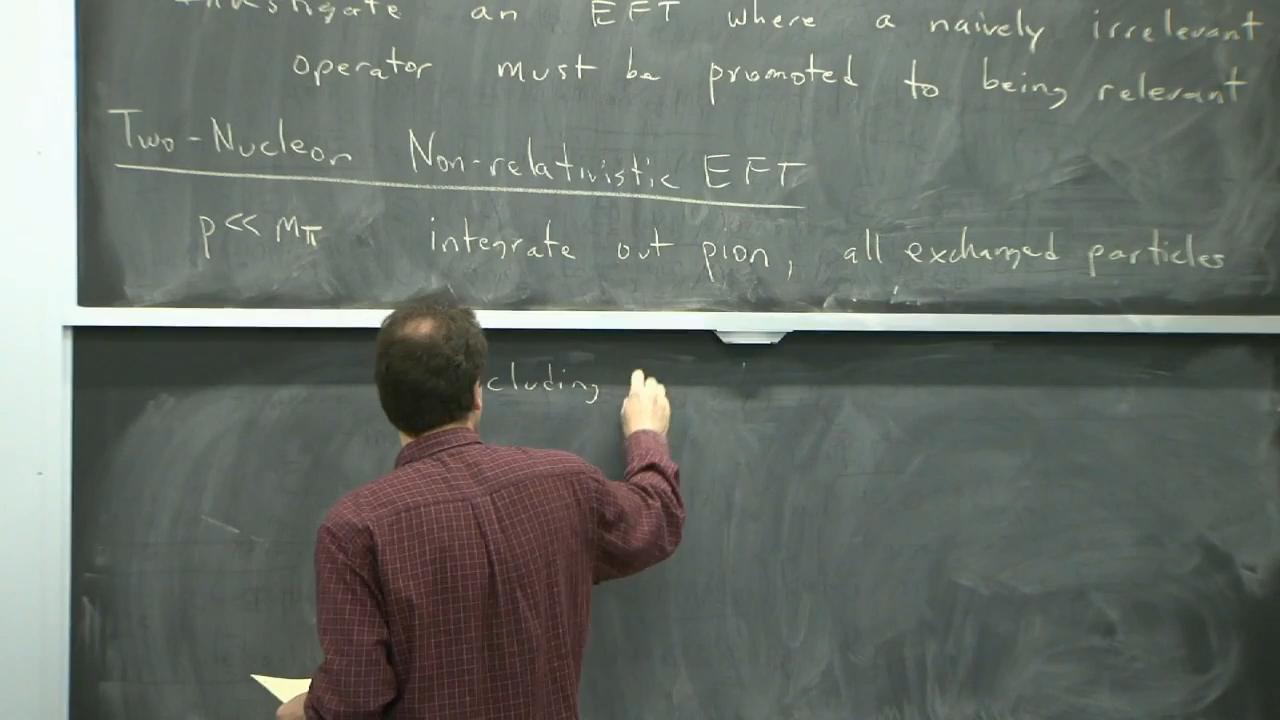 Investigate an EFT where a naively irrelevant
operator must be promoted to being relevant
Two-Nucleon Non-relativistic EFT
p << mπ integrate out pion, all exchanged particles
cluding